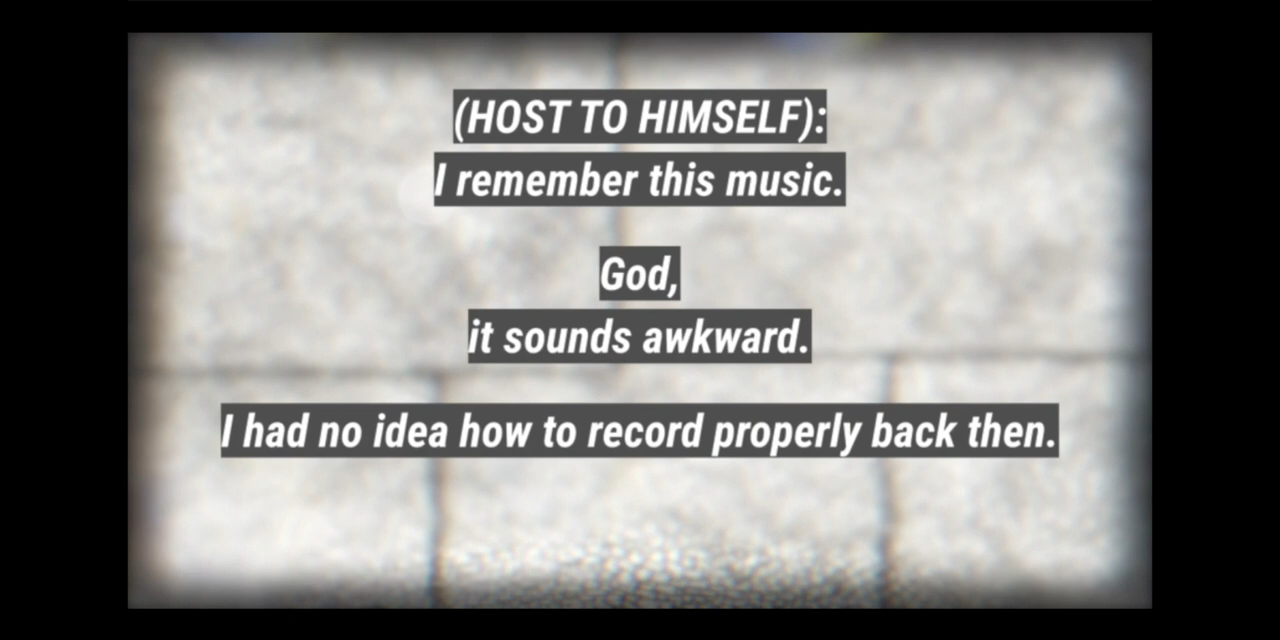 (HOST TO HIMSELF):
I remember this music.
God,
it sounds awkward.
I had no idea how to record properly back then.